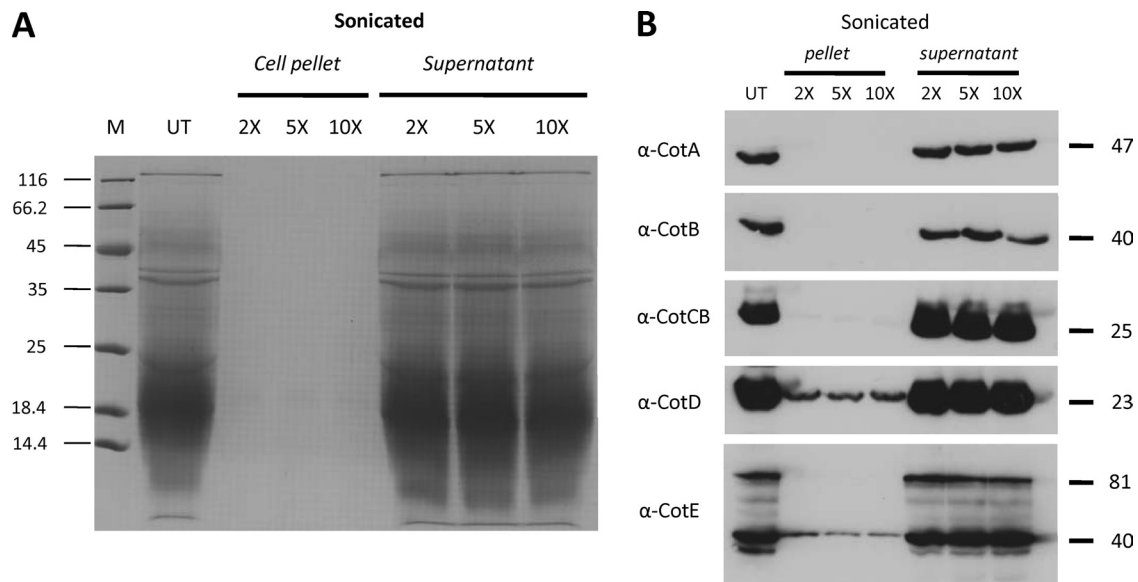 A
Sonicated
Cell pellet Supernatant
M UT 2X 5X 10X 2X 5X 10X
116
66.2
45
35
25
18.4
14.4
B
Sonicated
pellet supernatant
UT 2X 5X 10X 2X 5X 10X
α-CotA 47
α-CotB 40
α-CotCB 25
α-CotD 23
α-CotE 81
40